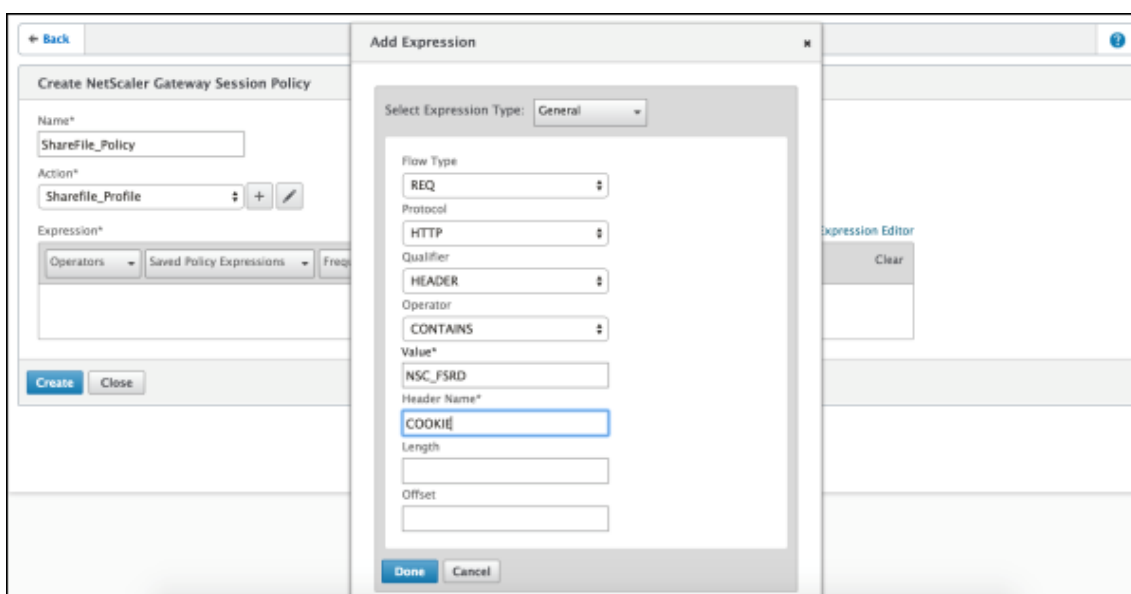 ← Back
Create NetScaler Gateway Session Policy
Name*
ShareFile_Policy
Action*
Sharefile_Profile
+
Expression*
Operators
Saved Policy Expressions
Frequ
Expression Editor
Clear
Create
Close
Add Expression
Select Expression Type: General
Flow Type
REQ
Protocol
HTTP
Qualifier
HEADER
Operator
CONTAINS
Value*
NSC_FSRD
Header Name*
COOKIE
Length
Offset
Done
Cancel
?